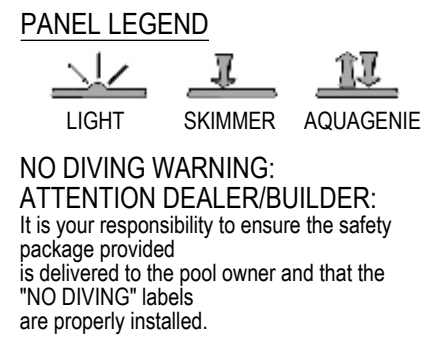 PANEL LEGEND
LIGHT SKIMMER AQUAGENIE
NO DIVING WARNING:
ATTENTION DEALER/BUILDER:
It is your responsibility to ensure the safety
package provided
is delivered to the pool owner and that the
"NO DIVING" labels
are properly installed.